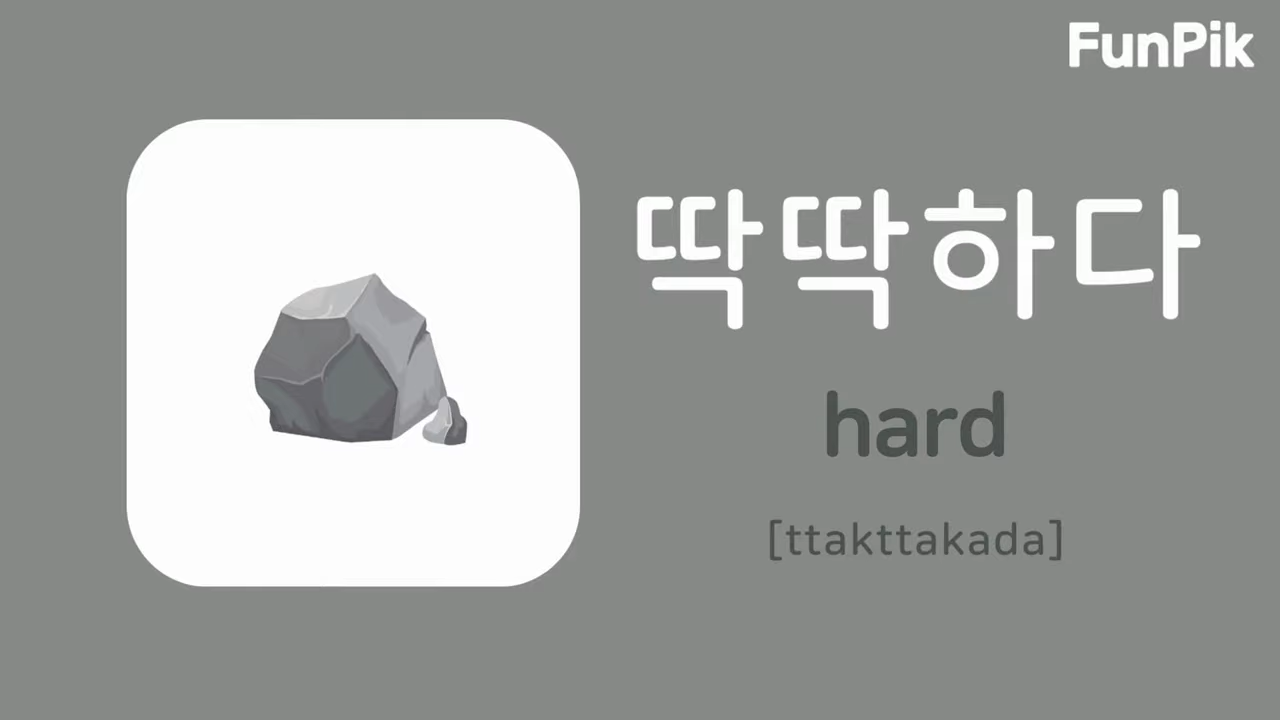 FunPik
딱딱하다
hard
[ttakttakada]